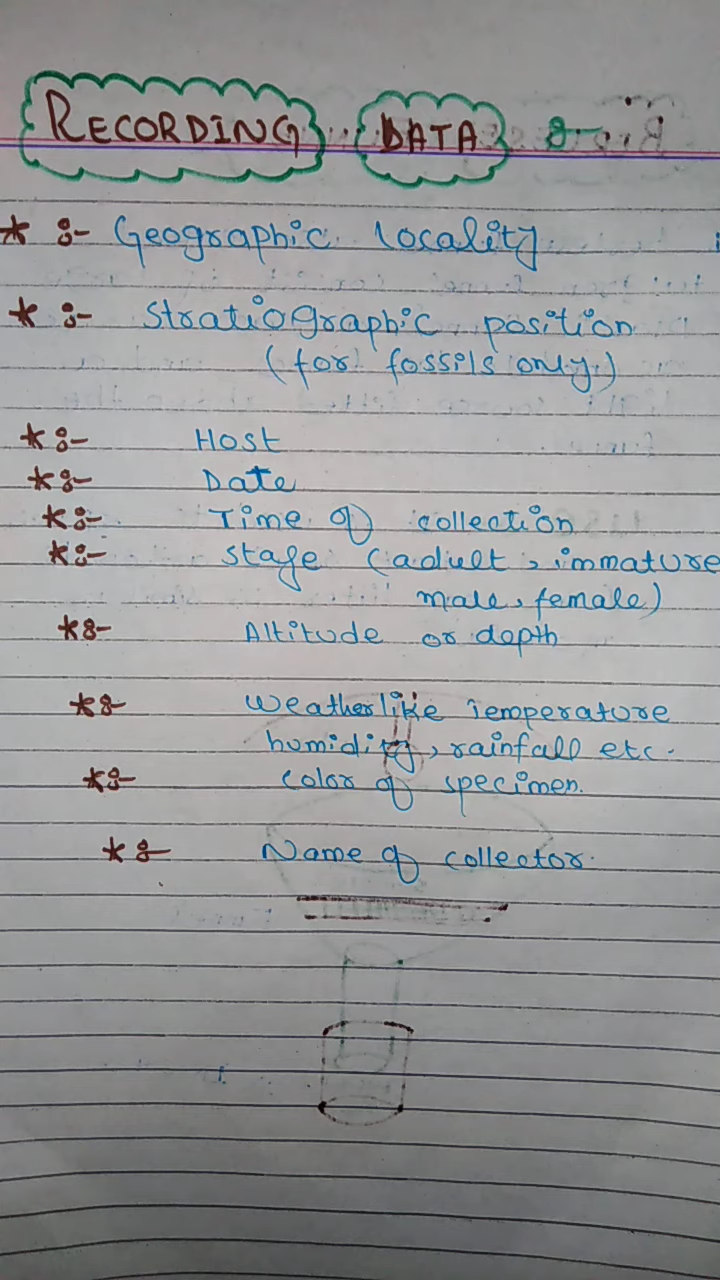 RECORDING DATA :-
* :- Geographic locality
* :- Stratiographic position
(for fossils only)
* :- Host
* :- Date
* :- Time of collection
* :- Stage (adult, immature
male, female)
* :- Altitude or depth
* :- Weather like Temperature
humidity, rainfall etc.
* :- Color of specimen.
* :- Name of collector.